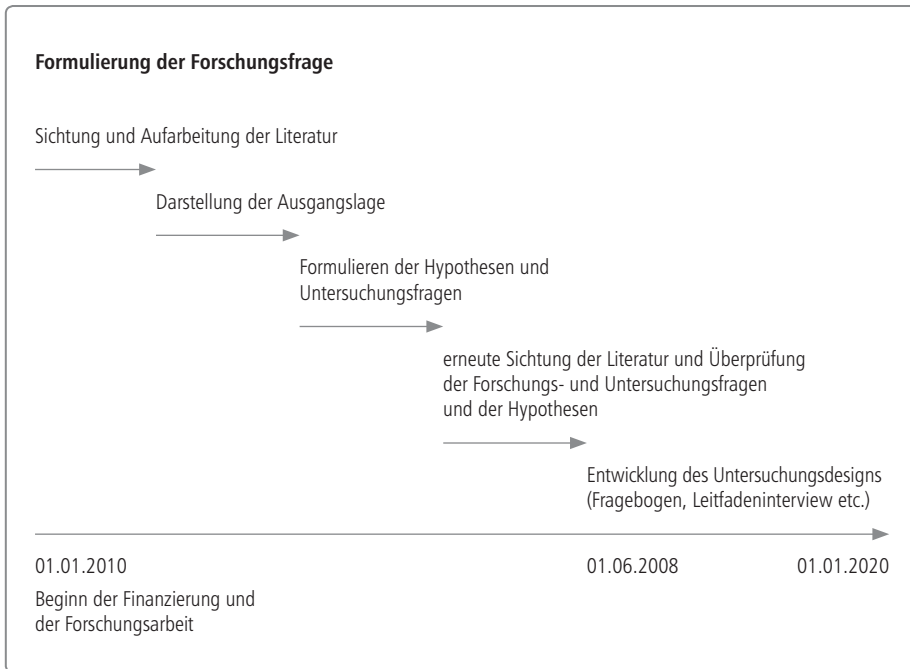 Formulierung der Forschungsfrage
Sichtung und Aufarbeitung der Literatur
Darstellung der Ausgangslage
Formulieren der Hypothesen und
Untersuchungsfragen
erneute Sichtung der Literatur und Überprüfung
der Forschungs- und Untersuchungsfragen
und der Hypothesen
Entwicklung des Untersuchungsdesigns
(Fragebogen, Leitfadeninterview etc.)
01.01.2010 01.06.2008 01.01.2020
Beginn der Finanzierung und
der Forschungsarbeit